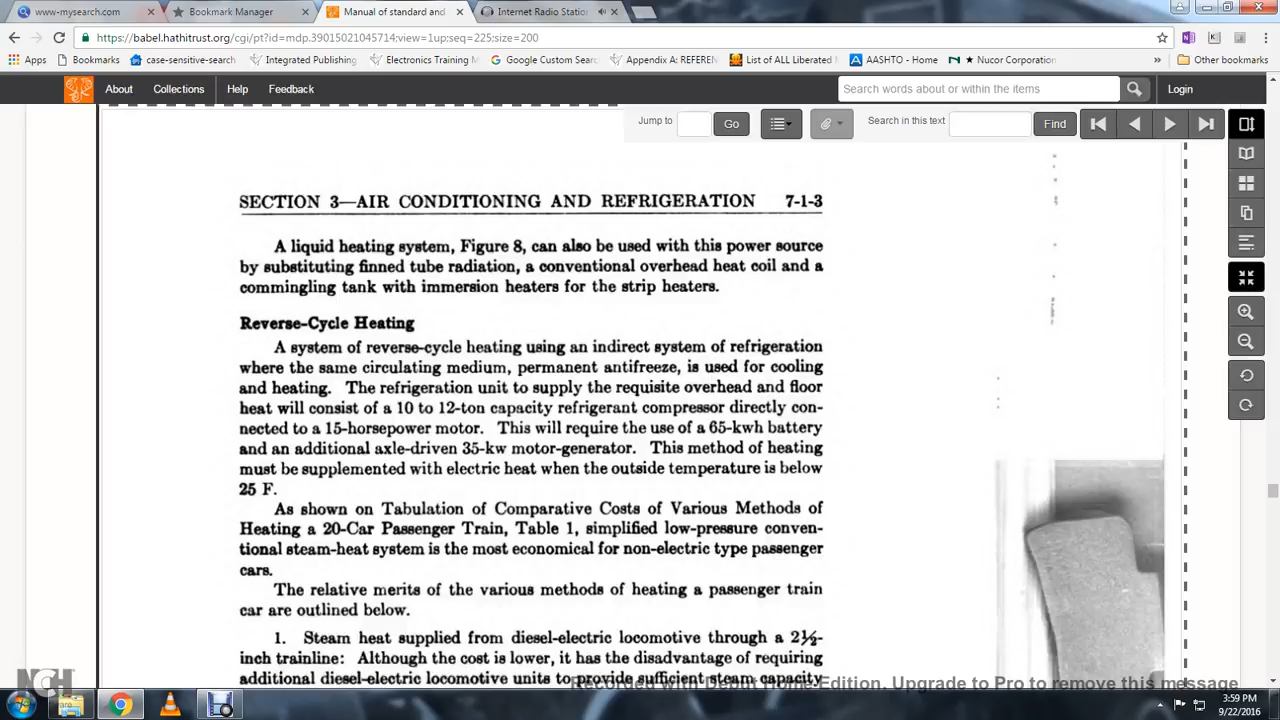 www-mysearch.com
Bookmark Manager
Manual of standard and
Internet Radio Station
https://babel.hathitrust.org/cgi/pt?id=mdp.39015021045714;view=1up;seq=225;size=200
Apps
Bookmarks
case-sensitive-search
Integrated Publishing
Electronics Training M
Google Custom Search
Appendix A: REFEREN
List of ALL Liberated
AASHTO - Home
N ★ Nucor Corporation
»
Other bookmarks
About
Collections
Help
Feedback
Search words about or within the items
Login
Jump to
Go
Search in this text
Find
SECTION 3—AIR CONDITIONING AND REFRIGERATION 7-1-3
A liquid heating system, Figure 8, can also be used with this power source
by substituting finned tube radiation, a conventional overhead heat coil and a
commingling tank with immersion heaters for the strip heaters.
Reverse-Cycle Heating
A system of reverse-cycle heating using an indirect system of refrigeration
where the same circulating medium, permanent antifreeze, is used for cooling
and heating. The refrigeration unit to supply the requisite overhead and floor
heat will consist of a 10 to 12-ton capacity refrigerant compressor directly con-
nected to a 15-horsepower motor. This will require the use of a 65-kwh battery
and an additional axle-driven 35-kw motor-generator. This method of heating
must be supplemented with electric heat when the outside temperature is below
25 F.
As shown on Tabulation of Comparative Costs of Various Methods of
Heating a 20-Car Passenger Train, Table 1, simplified low-pressure conven-
tional steam-heat system is the most economical for non-electric type passenger
cars.
The relative merits of the various methods of heating a passenger train
car are outlined below.
1. Steam heat supplied from diesel-electric locomotive through a 2½-
inch trainline: Although the cost is lower, it has the disadvantage of requiring
additional diesel-electric locomotive units to provide sufficient steam capacity
Recorded with Debut Home Edition. Upgrade to Pro to remove this message
NCH
3:59 PM
9/22/2016